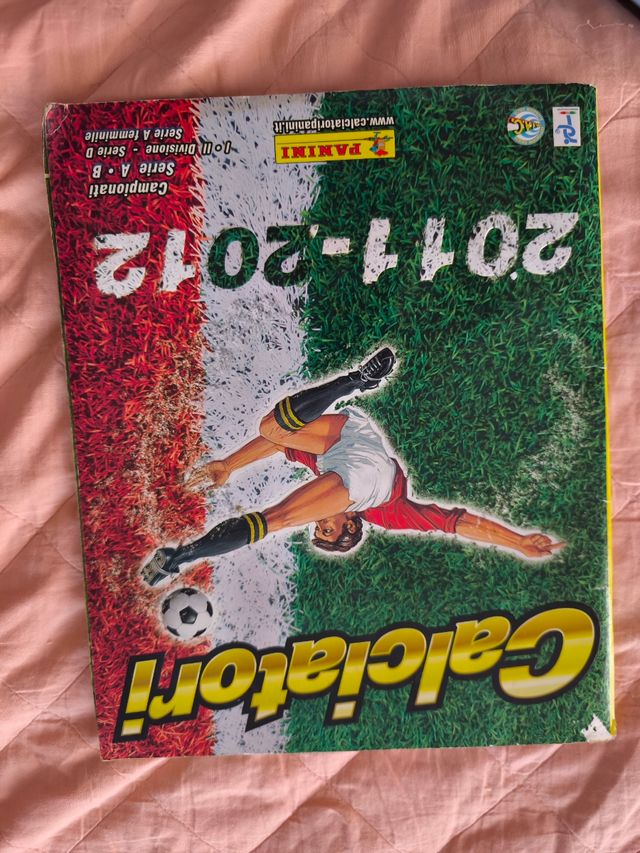 Calciatori
2011-2012
Campionati
Serie A • B
I • II Divisione - Serie D
Serie A femminile
PANINI
www.calciatoripanini.it